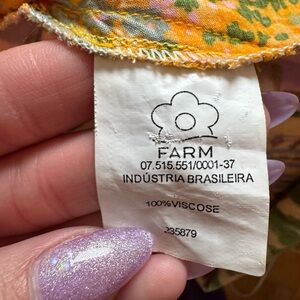 FARM
07.515.551/0001-37
INDÚSTRIA BRASILEIRA
100%VISCOSE
235879